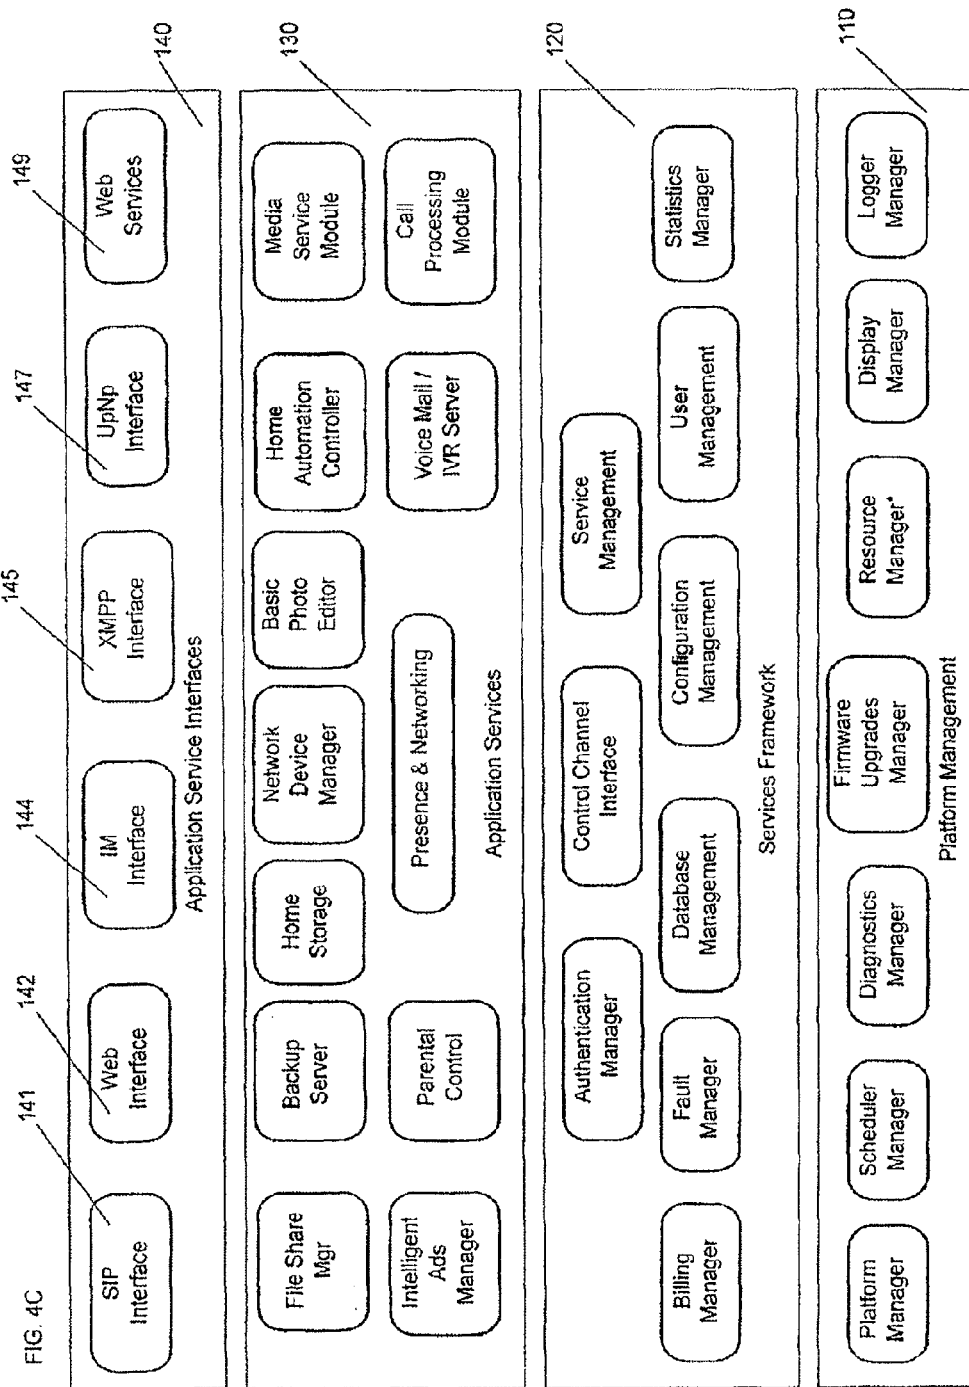 FIG. 4C
141
142
144
145
147
149
SIP
Interface
Web
Interface
IM
Interface
XMPP
Interface
UpNp
Interface
Web
Services
Application Service Interfaces
140
File Share
Mgr
Backup
Server
Home
Storage
Network
Device
Manager
Basic
Photo
Editor
Home
Automation
Controller
Media
Service
Module
Intelligent
Ads
Manager
Parental
Control
Presence & Networking
Voice Mail /
IVR Server
Call
Processing
Module
Application Services
130
Authentication
Manager
Control Channel
Interface
Service
Management
Billing
Manager
Fault
Manager
Database
Management
Configuration
Management
User
Management
Statistics
Manager
Services Framework
120
Platform
Manager
Scheduler
Manager
Diagnostics
Manager
Firmware
Upgrades
Manager
Resource
Manager*
Display
Manager
Logger
Manager
Platform Management
110